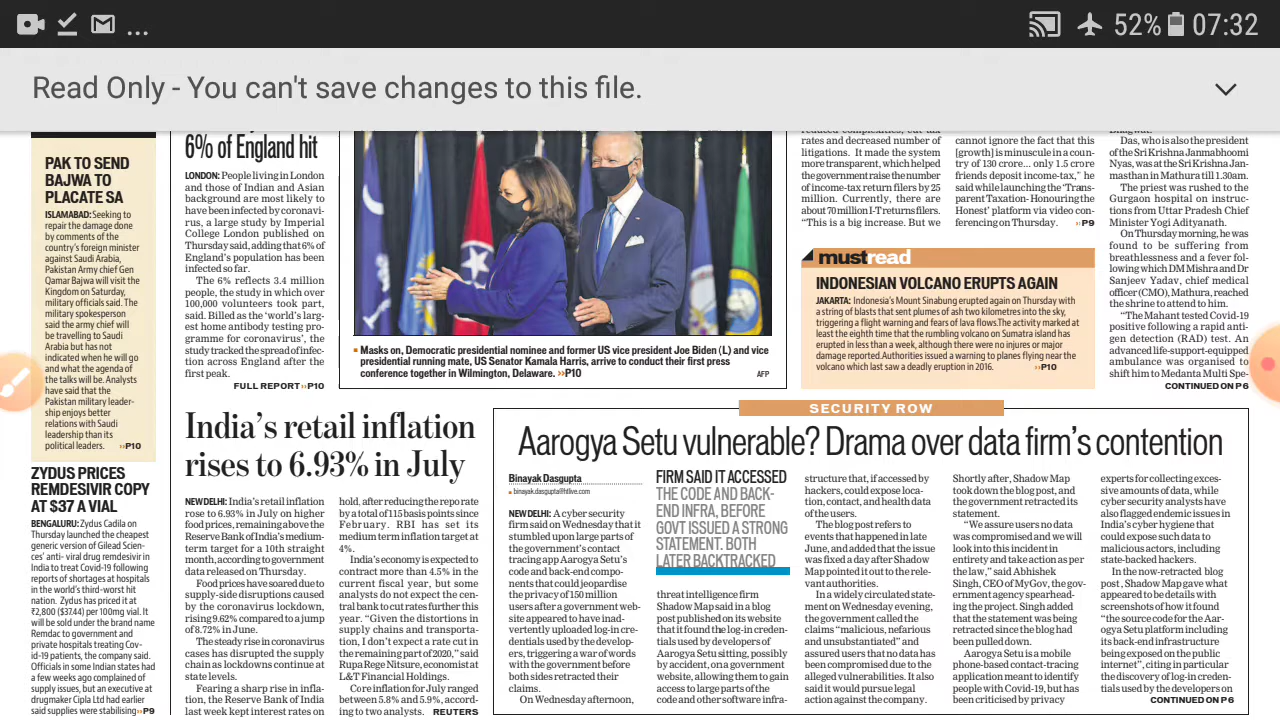 52% 07:32
Read Only - You can't save changes to this file.
PAK TO SEND
BAJWA TO
PLACATE SA
ISLAMABAD: Seeking to
repair the damage done
by comments of the
country's foreign minister
against Saudi Arabia,
Pakistan Army chief Gen
Qamar Bajwa will visit the
Kingdom on Saturday,
military officials said. The
military spokesperson
said the army chief will
be travelling to Saudi
Arabia but has not
indicated when he will go
and what the agenda of
the talks will be. Analysts
have said that the
Pakistan military leader-
ship enjoys better
relations with Saudi
leadership than its
political leaders. ››P10
ZYDUS PRICES
REMDESIVIR COPY
AT $37 A VIAL
BENGALURU: Zydus Cadila on
Thursday launched the cheapest
generic version of Gilead Scien-
ces' anti- viral drug remdesivir in
India to treat Covid-19 following
reports of shortages at hospitals
in the world's third-worst hit
nation. Zydus has priced it at
₹2,800 ($37.44) per 100mg vial. It
will be sold under the brand name
Remdac to government and
private hospitals treating Cov-
id-19 patients, the company said.
Officials in some Indian states had
a few weeks ago complained of
supply issues, but an executive at
drugmaker Cipla Ltd had earlier
said supplies were stabilising ››P9
6% of England hit
LONDON: People living in London
and those of Indian and Asian
background are most likely to
have been infected by coronavi-
rus, a large study by Imperial
College London published on
Thursday said, adding that 6% of
England's population has been
infected so far.
The 6% reflects 3.4 million
people, the study in which over
100,000 volunteers took part,
said. Billed as the 'world's larg-
est home antibody testing pro-
gramme for coronavirus', the
study tracked the spread of infec-
tion across England after the
first peak.
FULL REPORT ››P10
Masks on, Democratic presidential nominee and former US vice president Joe Biden (L) and vice
presidential running mate, US Senator Kamala Harris, arrive to conduct their first press
conference together in Wilmington, Delaware. ››P10 AFP
rates and decreased number of
litigations. It made the system
more transparent, which helped
the government raise the number
of income-tax return filers by 25
million. Currently, there are
about 70 million I-T returns filers.
"This is a big increase. But we
cannot ignore the fact that this
[growth] is minuscule in a coun-
try of 130 crore... only 1.5 crore
friends deposit income-tax," he
said while launching the 'Trans-
parent Taxation-Honouring the
Honest' platform via video con-
ferencing on Thursday. ››P9
mustread
INDONESIAN VOLCANO ERUPTS AGAIN
JAKARTA: Indonesia's Mount Sinabung erupted again on Thursday with
a string of blasts that sent plumes of ash two kilometres into the sky,
triggering a flight warning and fears of lava flows.The activity marked at
least the eighth time that the rumbling volcano on Sumatra island has
erupted in less than a week, although there were no injuries or major
damage reported.Authorities issued a warning to planes flying near the
volcano which last saw a deadly eruption in 2016. ››P10
Das, who is also the president
of the Sri Krishna Janmabhoomi
Nyas, was at the Sri Krishna Jan-
masthan in Mathura till 1.30am.
The priest was rushed to the
Gurgaon hospital on instruc-
tions from Uttar Pradesh Chief
Minister Yogi Adityanath.
On Thursday morning, he was
found to be suffering from
breathlessness and a fever fol-
lowing which DM Mishra and Dr
Sanjeev Yadav, chief medical
officer (CMO), Mathura, reached
the shrine to attend to him.
"The Mahant tested Covid-19
positive following a rapid anti-
gen detection (RAD) test. An
advanced life-support-equipped
ambulance was organised to
shift him to Medanta Multi Spe-
CONTINUED ON P6
India's retail inflation
rises to 6.93% in July
NEW DELHI: India's retail inflation
rose to 6.93% in July on higher
food prices, remaining above the
Reserve Bank of India's medium-
term target for a 10th straight
month, according to government
data released on Thursday.
Food prices have soared due to
supply-side disruptions caused
by the coronavirus lockdown,
rising 9.62% compared to a jump
of 8.72% in June.
The steady rise in coronavirus
cases has disrupted the supply
chain as lockdowns continue at
state levels.
Fearing a sharp rise in infla-
tion, the Reserve Bank of India
last week kept interest rates on
hold, after reducing the repo rate
by a total of 115 basis points since
February. RBI has set its
medium term inflation target at
4%.
India's economy is expected to
contract more than 4.5% in the
current fiscal year, but some
analysts do not expect the cen-
tral bank to cut rates further this
year. "Given the distortions in
supply chains and transporta-
tion, I don't expect a rate cut in
the remaining part of 2020," said
Rupa Rege Nitsure, economist at
L&T Financial Holdings.
Core inflation for July ranged
between 5.8% and 5.9%, accord-
ing to two analysts. REUTERS
SECURITY ROW
Aarogya Setu vulnerable? Drama over data firm's contention
Binayak Dasgupta
binayak.dasgupta@htlive.com
NEW DELHI: A cyber security
firm said on Wednesday that it
stumbled upon large parts of
the government's contact
tracing app Aarogya Setu's
code and back-end compo-
nents that could jeopardise
the privacy of 150 million
users after a government web-
site appeared to have inad-
vertently uploaded log-in cre-
dentials used by the develop-
ers, triggering a war of words
with the government before
both sides retracted their
claims.
On Wednesday afternoon,
FIRM SAID IT ACCESSED
THE CODE AND BACK-
END INFRA, BEFORE
GOVT ISSUED A STRONG
STATEMENT. BOTH
LATER BACKTRACKED
threat intelligence firm
Shadow Map said in a blog
post published on its website
that it found the log-in creden-
tials used by developers of
Aarogya Setu sitting, possibly
by accident, on a government
website, allowing them to gain
access to large parts of the
code and other software infra-
structure that, if accessed by
hackers, could expose loca-
tion, contact, and health data
of the users.
The blog post refers to
events that happened in late
June, and added that the issue
was fixed a day after Shadow
Map pointed it out to the rele-
vant authorities.
In a widely circulated state-
ment on Wednesday evening,
the government called the
claims "malicious, nefarious
and unsubstantiated" and
assured users that no data has
been compromised due to the
alleged vulnerabilities. It also
said it would pursue legal
action against the company.
Shortly after, Shadow Map
took down the blog post, and
the government retracted its
statement.
"We assure users no data
was compromised and we will
look into this incident in
entirety and take action as per
the law," said Abhishek
Singh, CEO of MyGov, the gov-
ernment agency spearhead-
ing the project. Singh added
that the statement was being
retracted since the blog had
been pulled down.
Aarogya Setu is a mobile
phone-based contact-tracing
application meant to identify
people with Covid-19, but has
been criticised by privacy
experts for collecting exces-
sive amounts of data, while
cyber security analysts have
also flagged endemic issues in
India's cyber hygiene that
could expose such data to
malicious actors, including
state-backed hackers.
In the now-retracted blog
post, Shadow Map gave what
appeared to be details with
screenshots of how it found
"the source code for the Aar-
ogya Setu platform including
its back-end infrastructure
being exposed on the public
internet", citing in particular
the discovery of log-in creden-
tials used by the developers on
CONTINUED ON P6